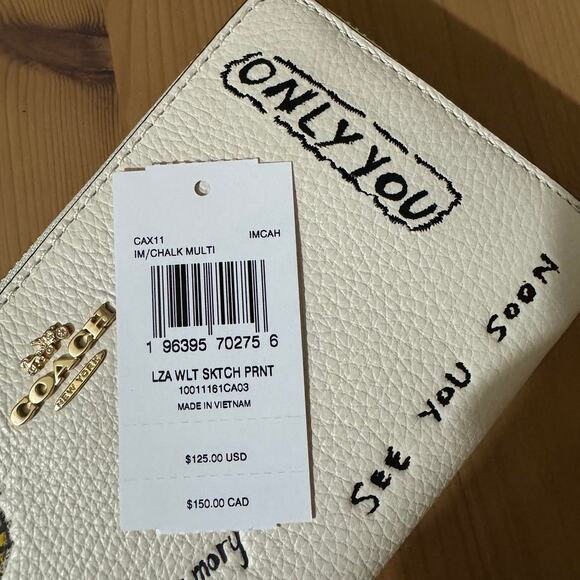 ONLY YOU
CAX11 IMCAH
IM/CHALK MULTI
1 96395 70275 6
LZA WLT SKTCH PRNT
10011161CA03
MADE IN VIETNAM
$125.00 USD
$150.00 CAD
COACH
NEW YORK
SEE YOU SOON